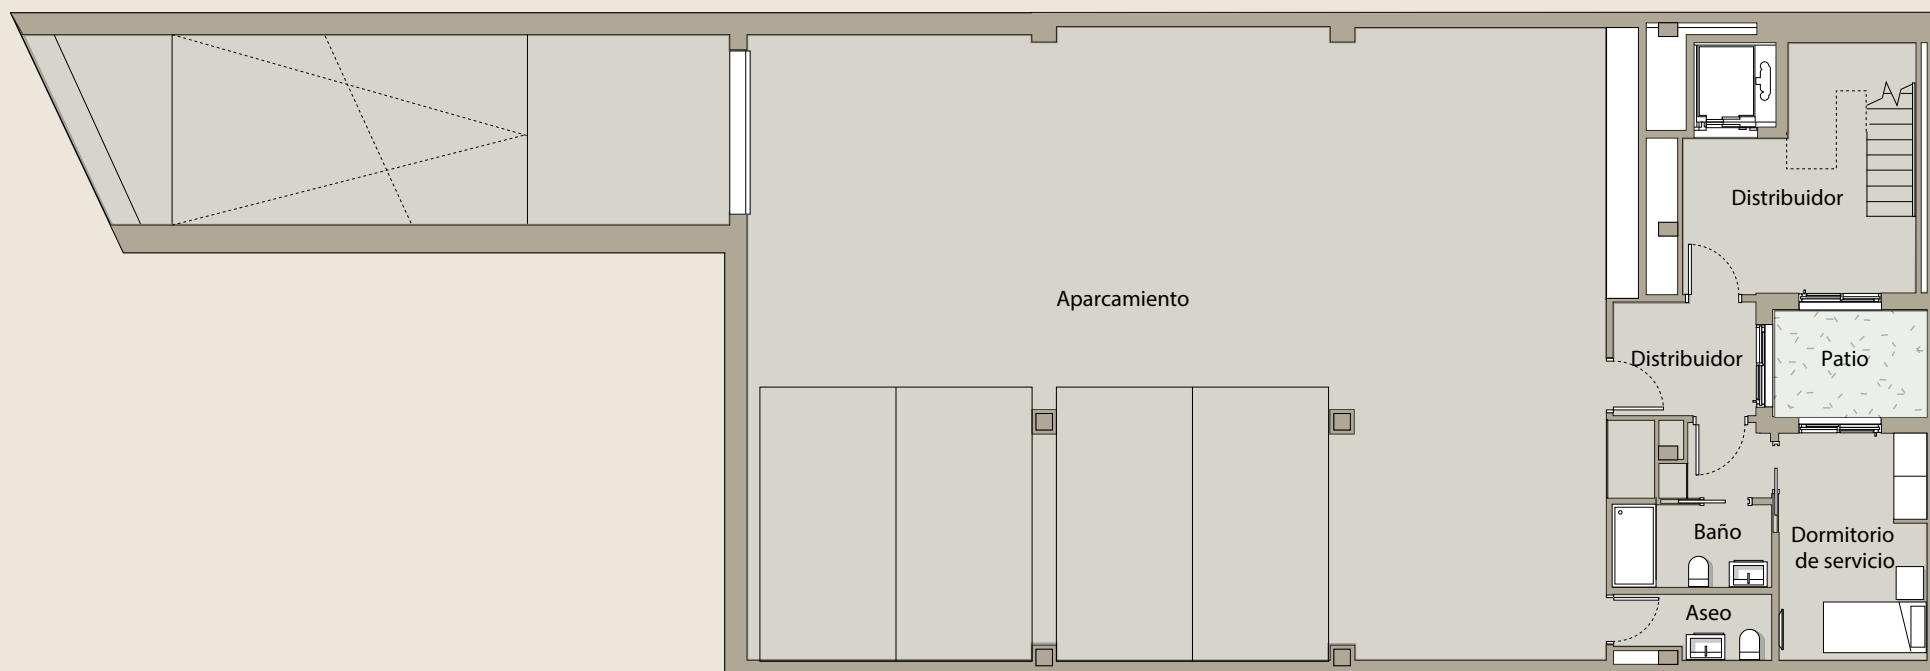 Distribuidor
Aparcamiento
Distribuidor
Patio
Baño
Dormitorio
de servicio
Aseo